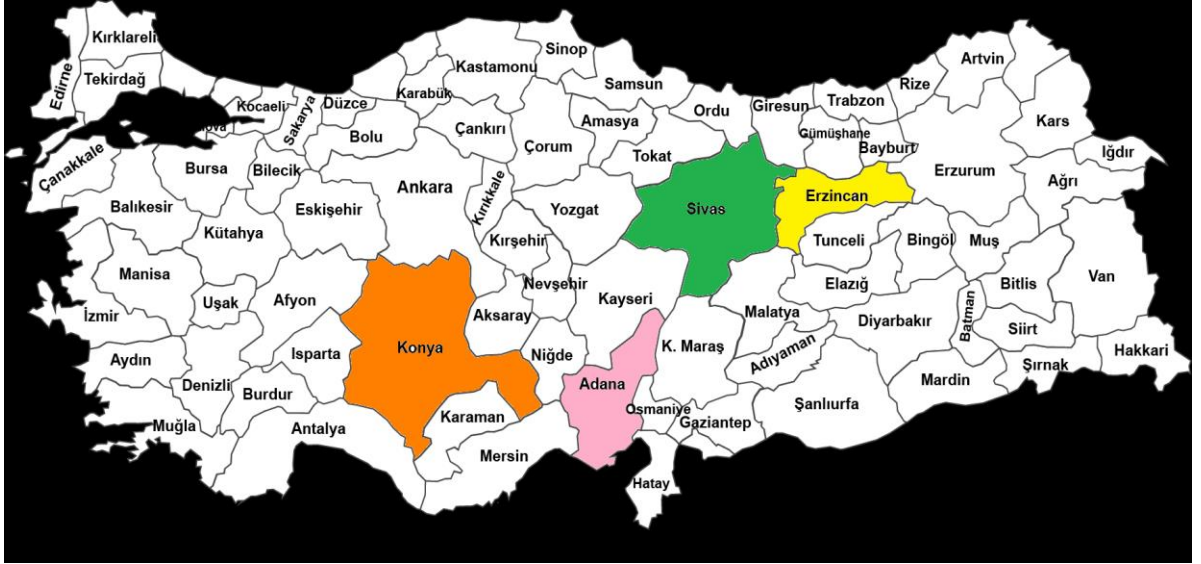 Kırklareli
Edirne
Tekirdağ
Kocaeli
Sakarya
Düzce
Bolu
Karabük
Kastamonu
Sinop
Samsun
Çankırı
Çorum
Amasya
Tokat
Ordu
Giresun
Trabzon
Gümüşhane
Bayburt
Rize
Artvin
Kars
Iğdır
Ağrı
Erzurum
Erzincan
Sivas
Yozgat
Kırıkkale
Ankara
Eskişehir
Bilecik
Bursa
Çanakkale
Balıkesir
Kütahya
Manisa
Uşak
Afyon
İzmir
Aydın
Denizli
Burdur
Isparta
Muğla
Antalya
Konya
Karaman
Mersin
Aksaray
Kırşehir
Nevşehir
Niğde
Kayseri
Adana
K. Maraş
Osmaniye
Hatay
Gaziantep
Adıyaman
Malatya
Elazığ
Tunceli
Bingöl
Muş
Bitlis
Van
Diyarbakır
Batman
Siirt
Şanlıurfa
Mardin
Şırnak
Hakkari